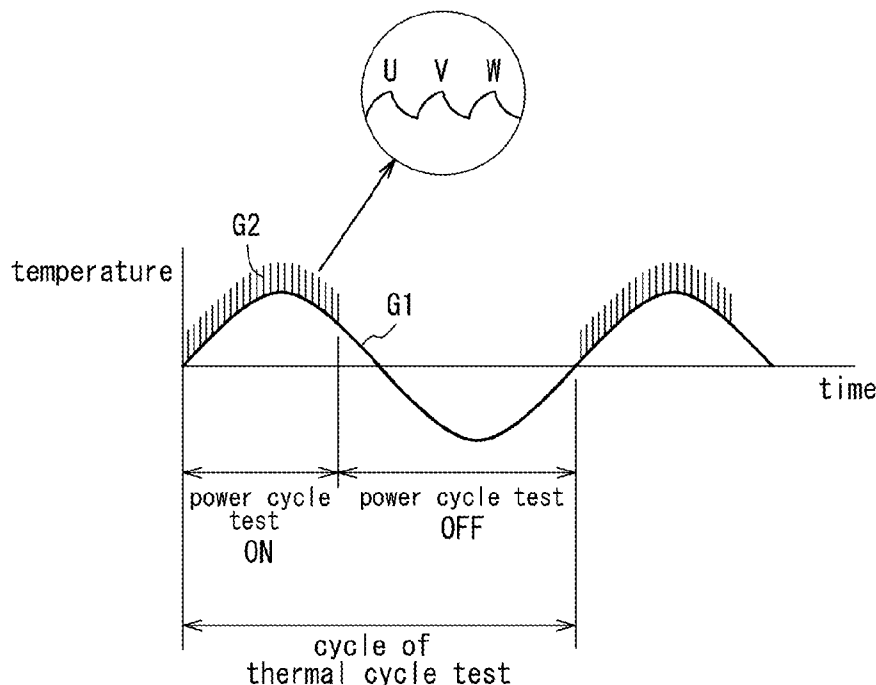 U V W
G2
temperature
G1
time
power cycle
test
ON
power cycle test
OFF
cycle of
thermal cycle test